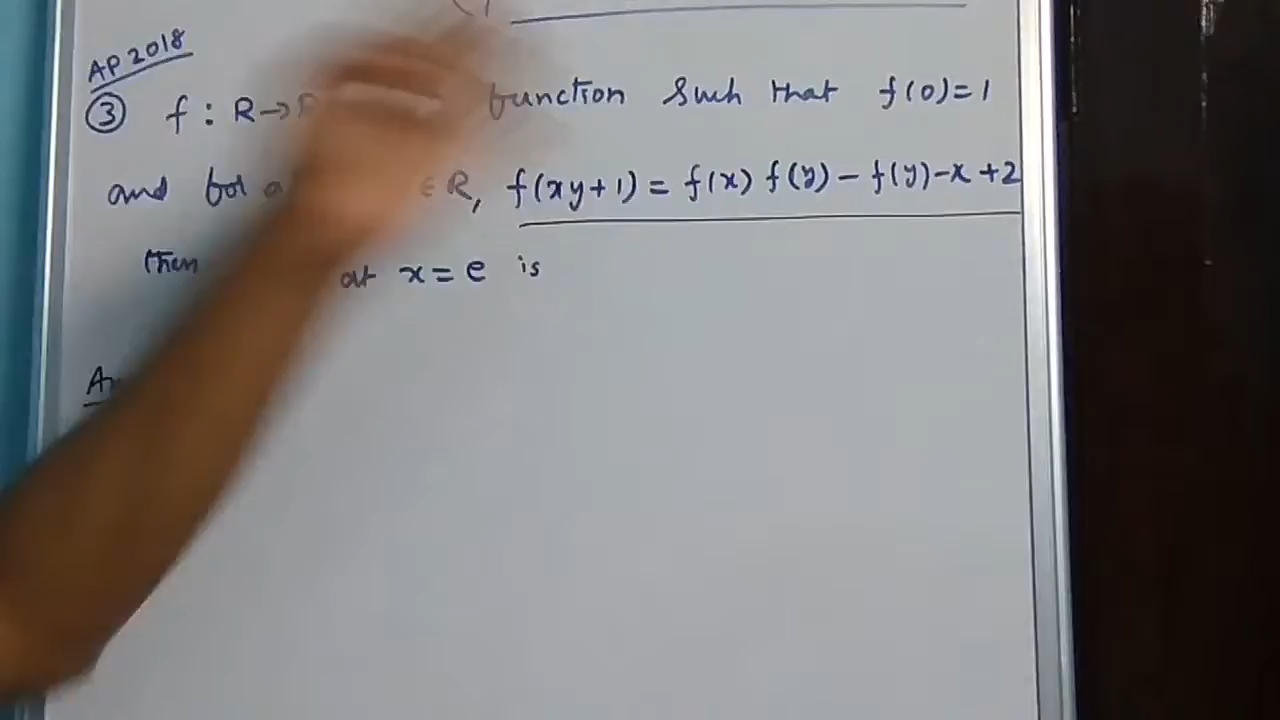 AP 2018
③ f : R→ function such that f(0)=1
and for ∈ R, f(xy+1) = f(x) f(y) - f(y) - x + 2
then at x = e is